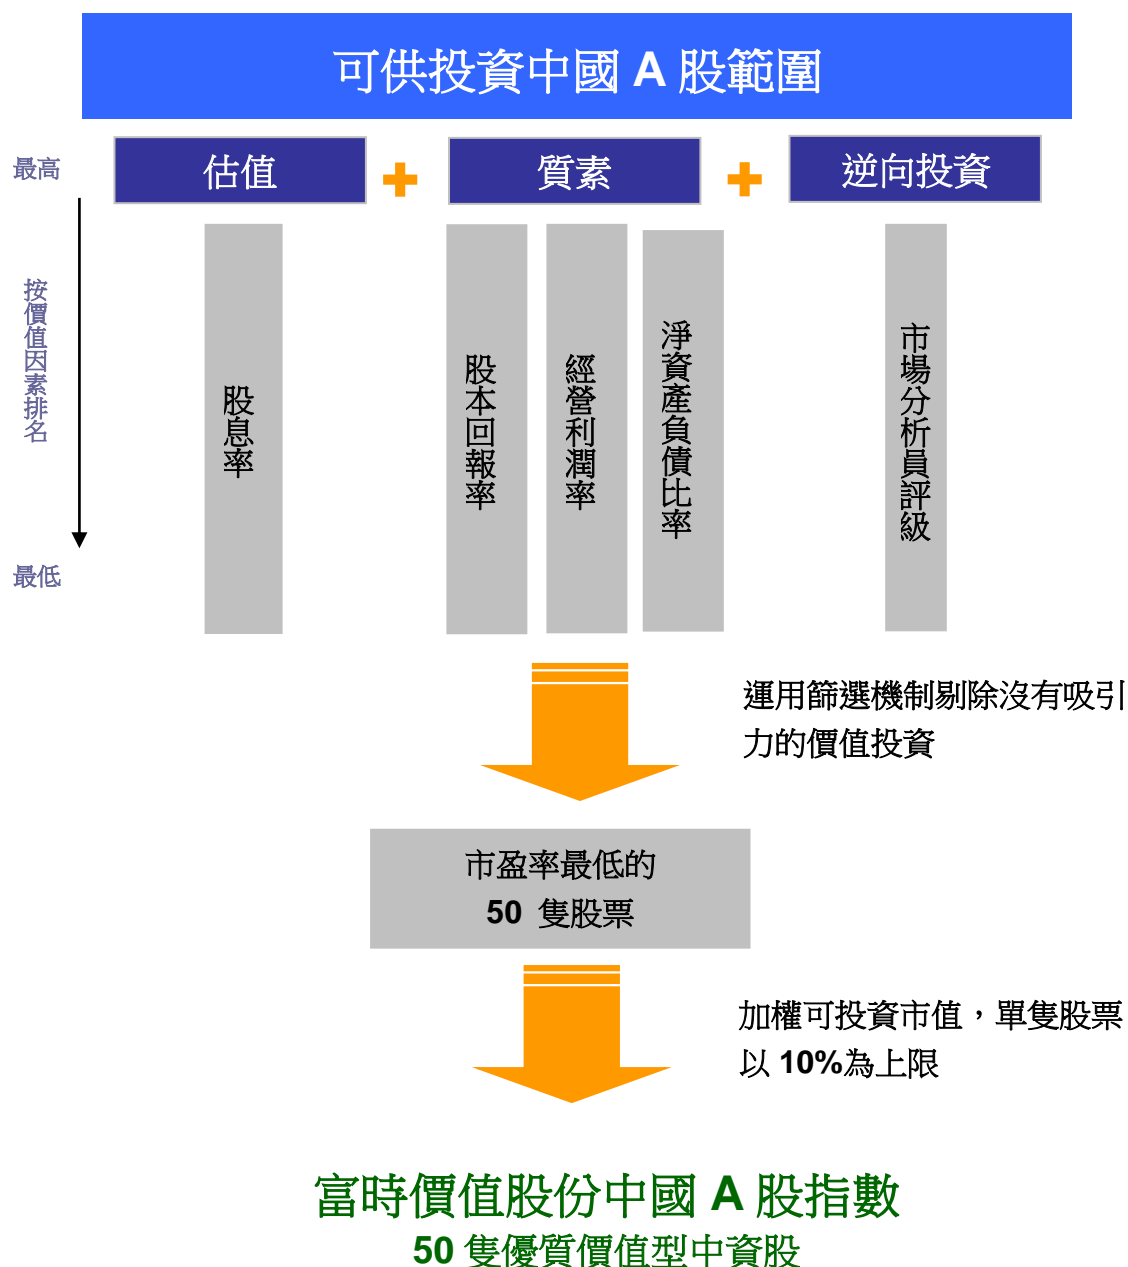 可供投資中國 A 股範圍
最高
估值
質素
逆向投資
按價值因素排名
股息率
股本回報率
經營利潤率
淨資產負債比率
市場分析員評級
最低
運用篩選機制剔除沒有吸引
力的價值投資
市盈率最低的
50 隻股票
加權可投資市值，單隻股票
以 10%為上限
富時價值股份中國 A 股指數
50 隻優質價值型中資股